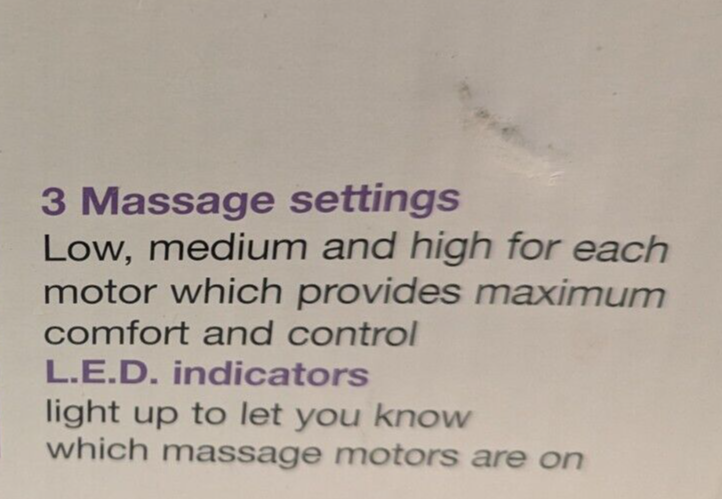 3 Massage settings
Low, medium and high for each
motor which provides maximum
comfort and control
L.E.D. indicators
light up to let you know
which massage motors are on